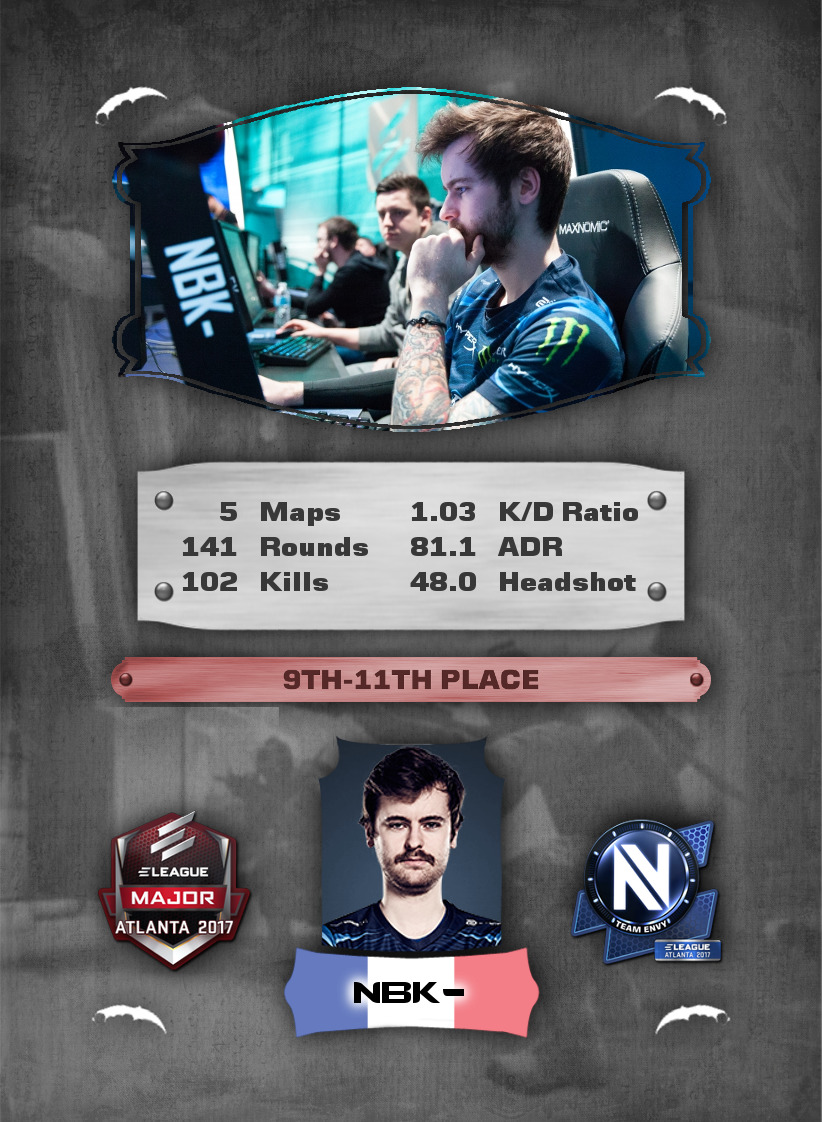 NBK-
MAXNOMIC
HYPERX
5 Maps 1.03 K/D Ratio
141 Rounds 81.1 ADR
102 Kills 48.0 Headshot
9TH-11TH PLACE
ELEAGUE
MAJOR
ATLANTA 2017
TEAM ENVY
ELEAGUE
ATLANTA 2017
NBK-